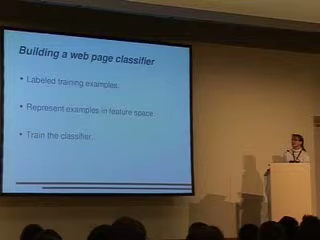 Building a web page classifier
• Labeled training examples.
• Represent examples in feature space
• Train the classifier.